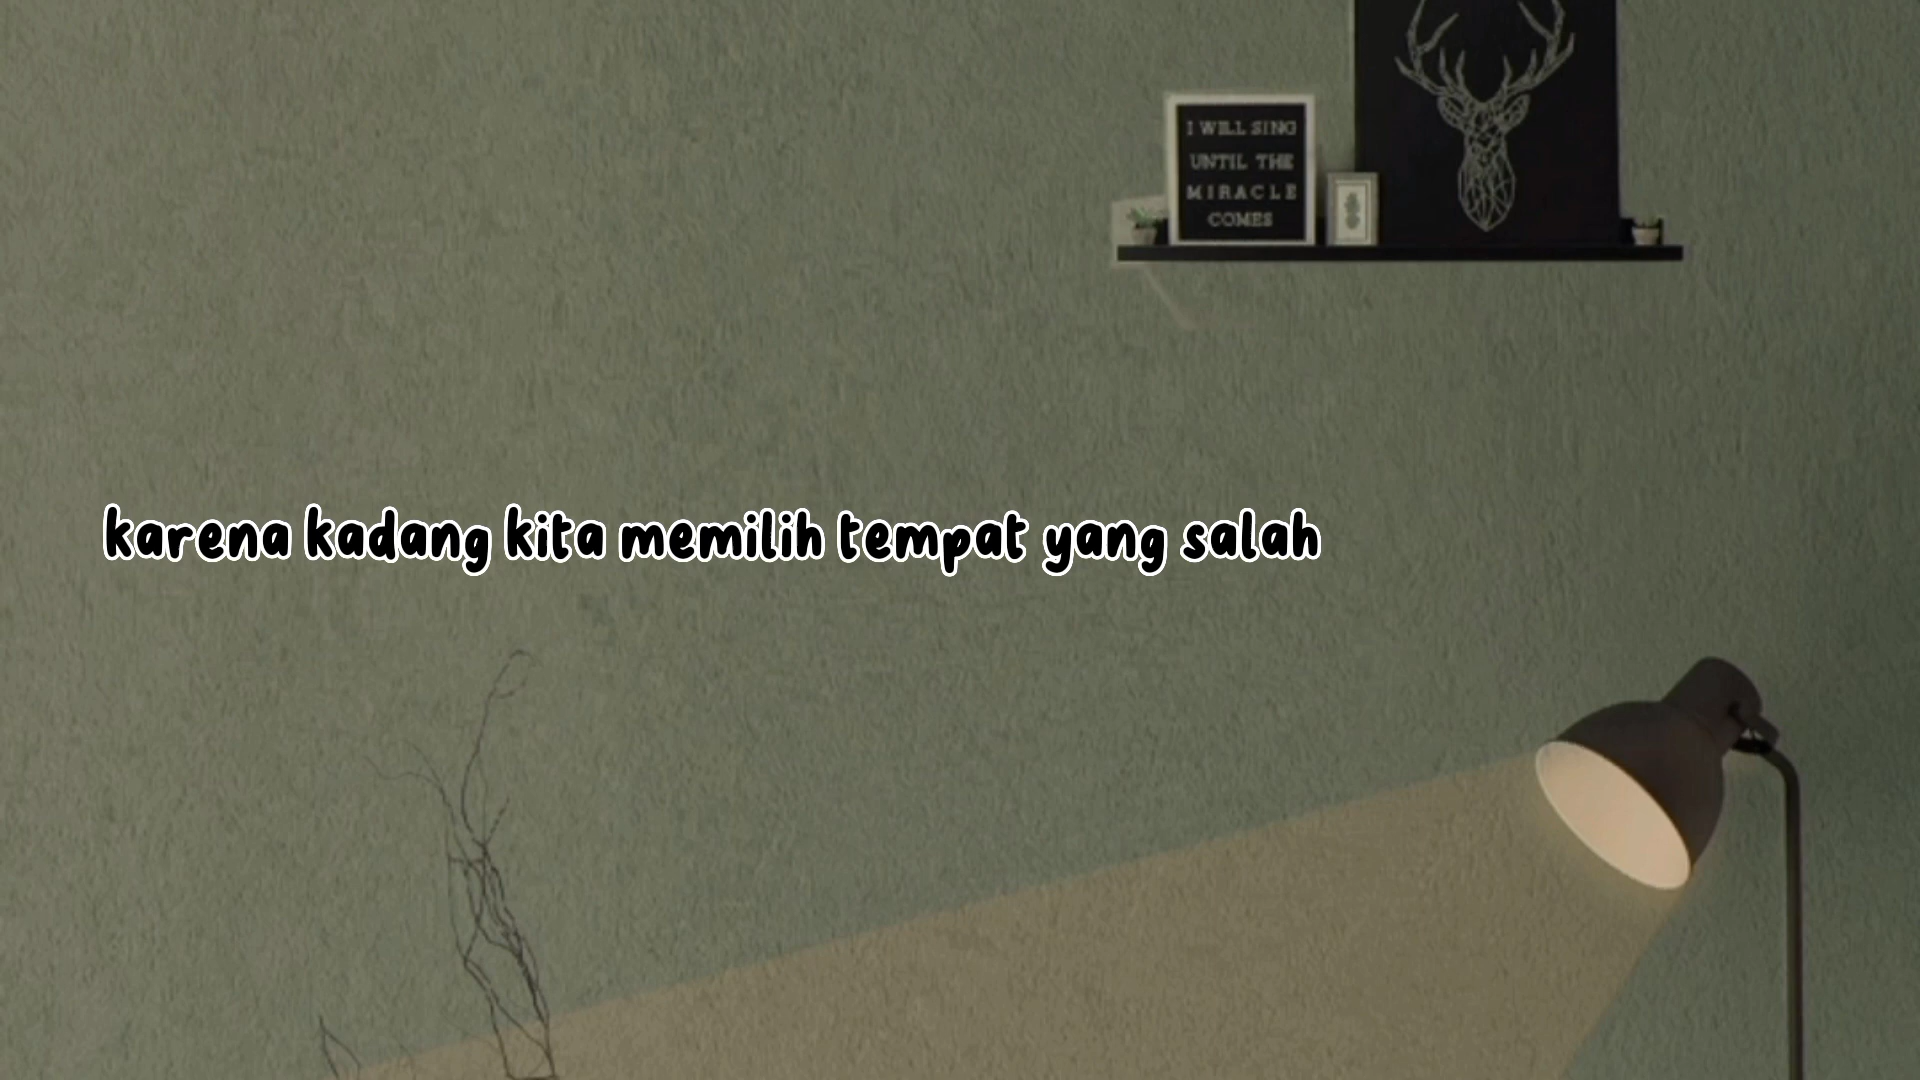 I WILL SING
UNTIL THE
MIRACLE
COMES
karena kadang kita memilih tempat yang salah